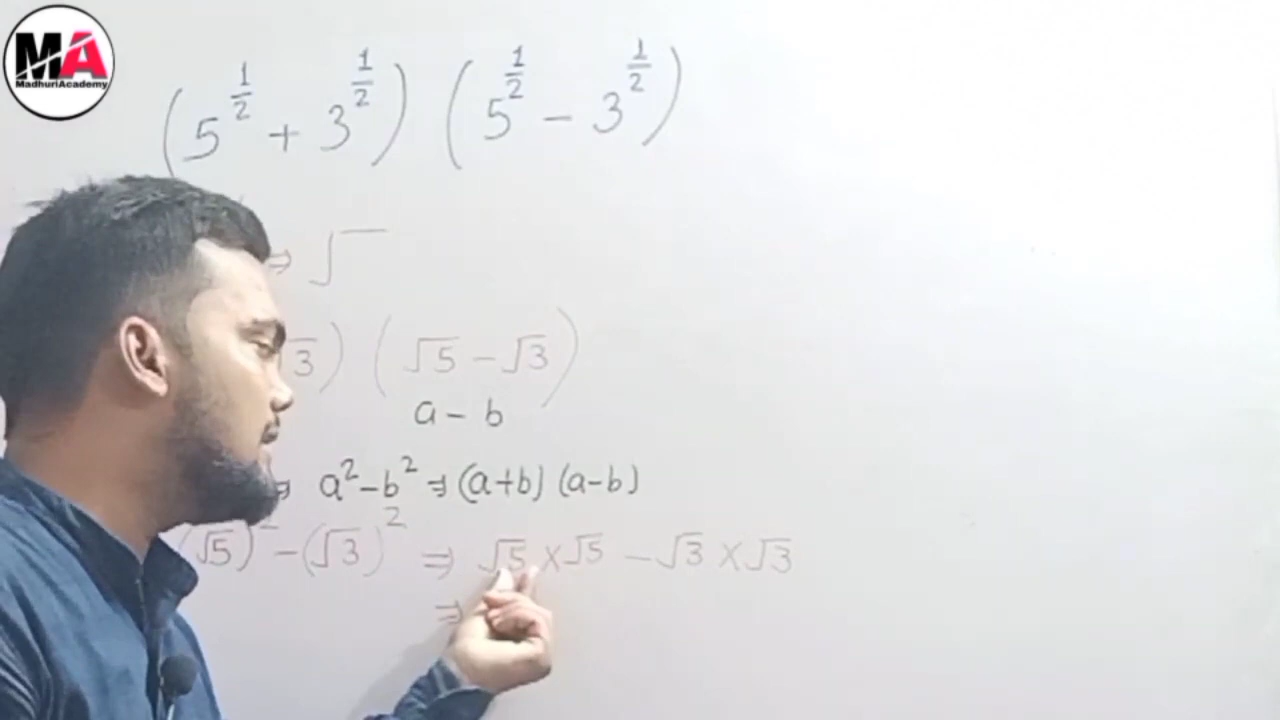 MA
MadhuriAcademy
(5^{1/2} + 3^{1/2}) (5^{1/2} - 3^{1/2})
⇒ √
√3) (√5 - √3)
a - b
⇒ a² - b² ⇒ (a+b) (a-b)
(√5)² - (√3)² ⇒ √5 × √5 - √3 × √3
⇒